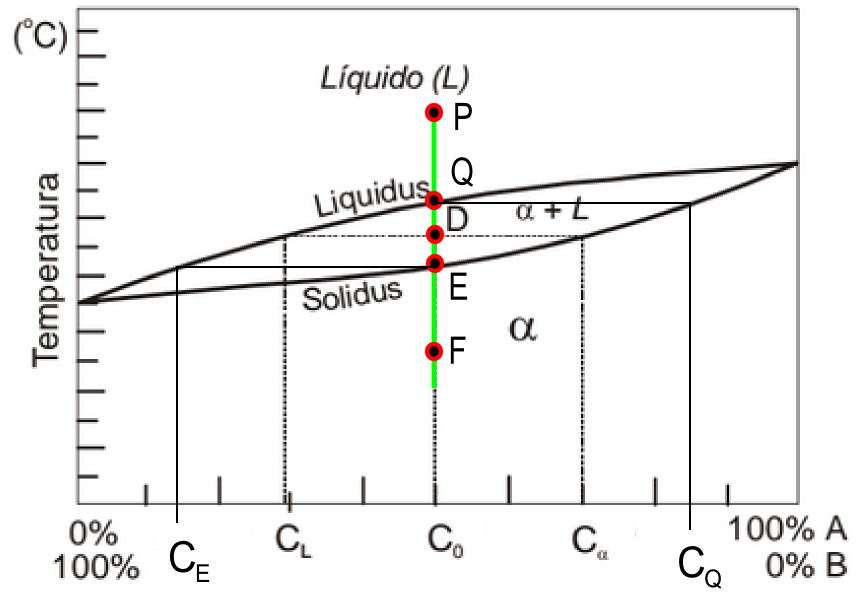 (°C)
Líquido (L)
P
Q
Liquidus
D
α + L
Solidus
E
α
F
Temperatura
0%
100%
C_E
C_L
C_0
C_α
C_Q
100% A
0% B